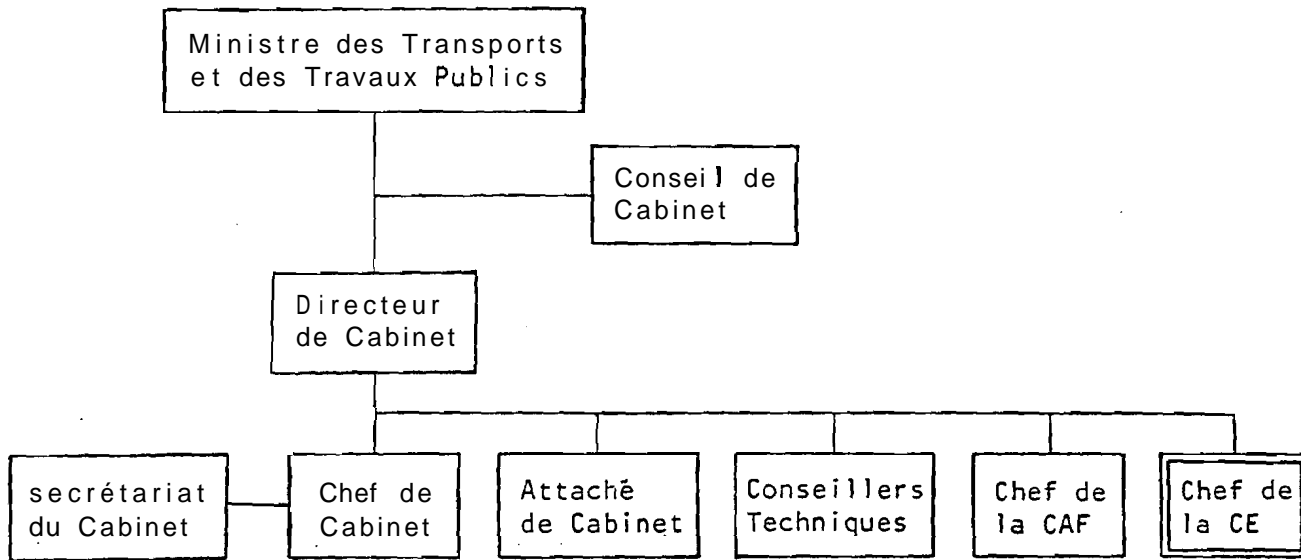 Ministre des Transports
et des Travaux Publics
Conseil de
Cabinet
Directeur
de Cabinet
secrétariat
du Cabinet
Chef de
Cabinet
Attaché
de Cabinet
Conseillers
Techniques
Chef de
la CAF
Chef de
la CE